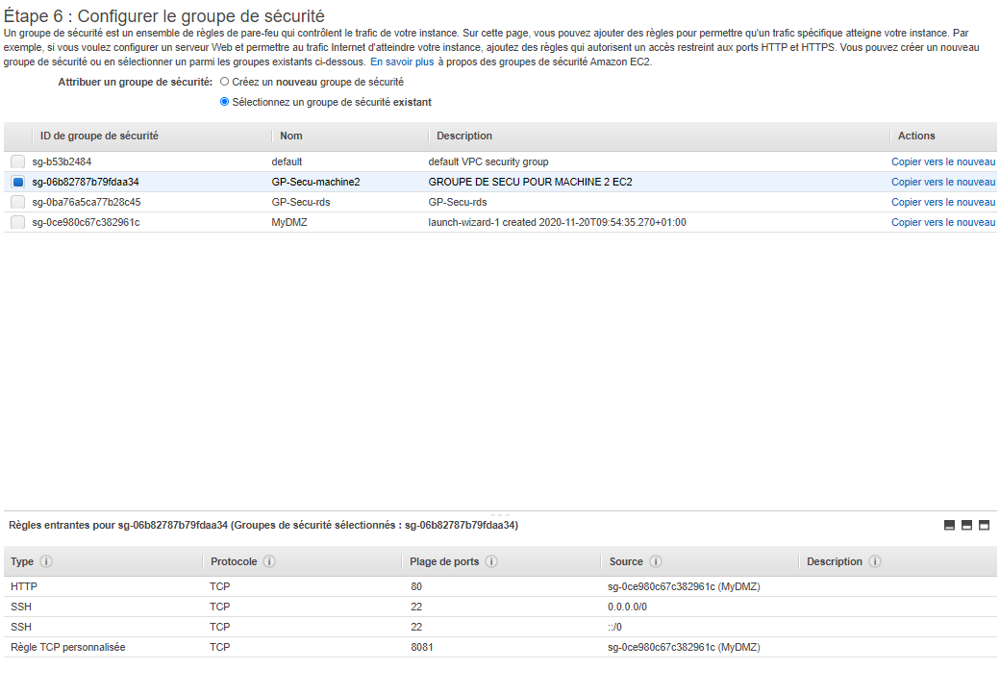 Étape 6 : Configurer le groupe de sécurité
Un groupe de sécurité est un ensemble de règles de pare-feu qui contrôlent le trafic de votre instance. Sur cette page, vous pouvez ajouter des règles pour permettre qu'un trafic spécifique atteigne votre instance. Par
exemple, si vous voulez configurer un serveur Web et permettre au trafic Internet d'atteindre votre instance, ajoutez des règles qui autorisent un accès restreint aux ports HTTP et HTTPS. Vous pouvez créer un nouveau
groupe de sécurité ou en sélectionner un parmi les groupes existants ci-dessous. En savoir plus à propos des groupes de sécurité Amazon EC2.
Attribuer un groupe de sécurité: Créez un nouveau groupe de sécurité
Sélectionnez un groupe de sécurité existant
ID de groupe de sécurité Nom Description Actions
sg-b53b2484 default default VPC security group Copier vers le nouveau
sg-06b82787b79fdaa34 GP-Secu-machine2 GROUPE DE SECU POUR MACHINE 2 EC2 Copier vers le nouveau
sg-0ba76a5ca77b28c45 GP-Secu-rds GP-Secu-rds Copier vers le nouveau
sg-0ce980c67c382961c MyDMZ launch-wizard-1 created 2020-11-20T09:54:35.270+01:00 Copier vers le nouveau
Règles entrantes pour sg-06b82787b79fdaa34 (Groupes de sécurité sélectionnés : sg-06b82787b79fdaa34)
Type Protocole Plage de ports Source Description
HTTP TCP 80 sg-0ce980c67c382961c (MyDMZ)
SSH TCP 22 0.0.0.0/0
SSH TCP 22 ::/0
Règle TCP personnalisée TCP 8081 sg-0ce980c67c382961c (MyDMZ)